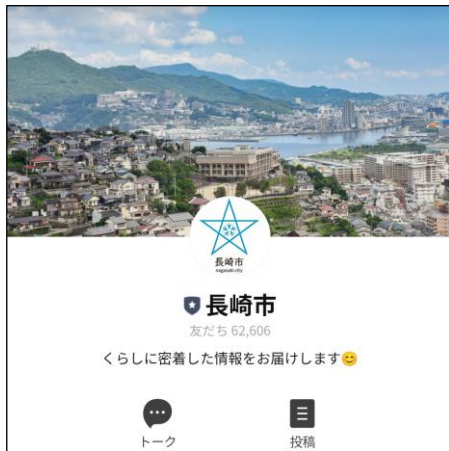 長崎市
nagasaki city
長崎市
友だち 62,606
くらしに密着した情報をお届けします😊
トーク
投稿